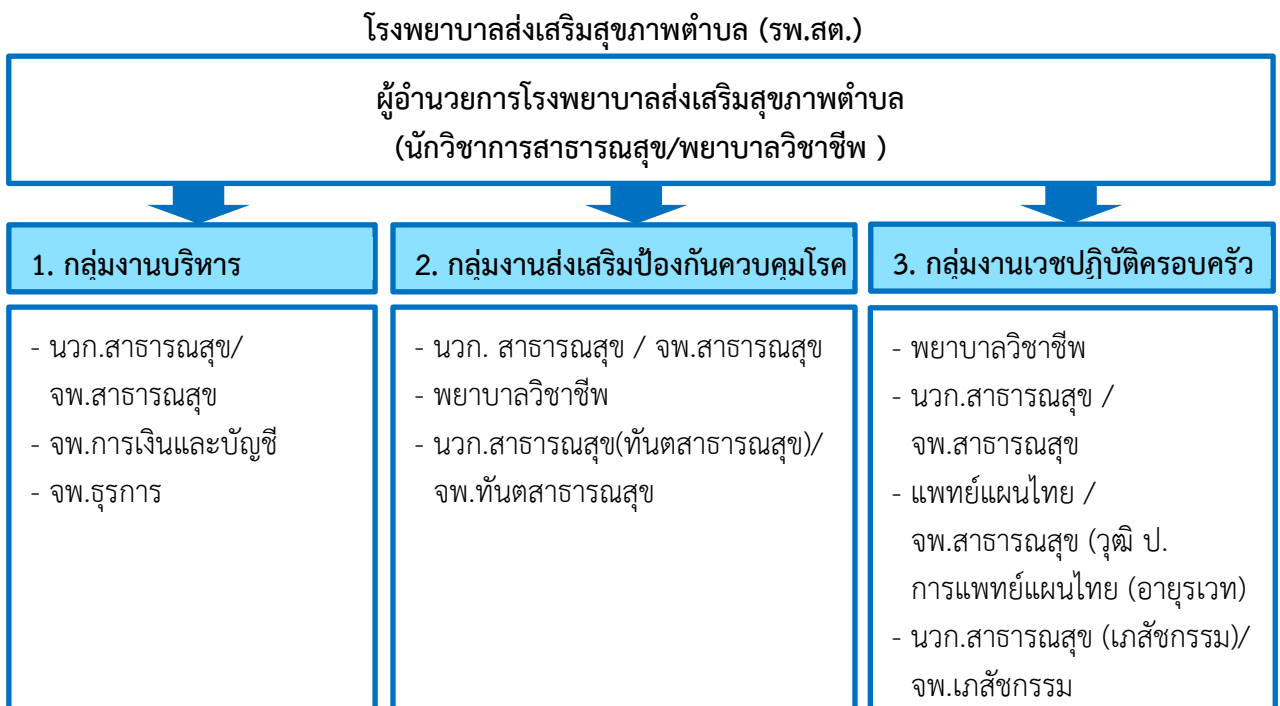 โรงพยาบาลส่งเสริมสุขภาพตำบล (รพ.สต.)
ผู้อำนวยการโรงพยาบาลส่งเสริมสุขภาพตำบล
(นักวิชาการสาธารณสุข/พยาบาลวิชาชีพ )
1. กลุ่มงานบริหาร
- นวก.สาธารณสุข/
จพ.สาธารณสุข
- จพ.การเงินและบัญชี
- จพ.ธุรการ
2. กลุ่มงานส่งเสริมป้องกันควบคุมโรค
- นวก. สาธารณสุข / จพ.สาธารณสุข
- พยาบาลวิชาชีพ
- นวก.สาธารณสุข(ทันตสาธารณสุข)/
จพ.ทันตสาธารณสุข
3. กลุ่มงานเวชปฏิบัติครอบครัว
- พยาบาลวิชาชีพ
- นวก.สาธารณสุข /
จพ.สาธารณสุข
- แพทย์แผนไทย /
จพ.สาธารณสุข (วุฒิ ป.
การแพทย์แผนไทย (อายุรเวท)
- นวก.สาธารณสุข (เภสัชกรรม)/
จพ.เภสัชกรรม